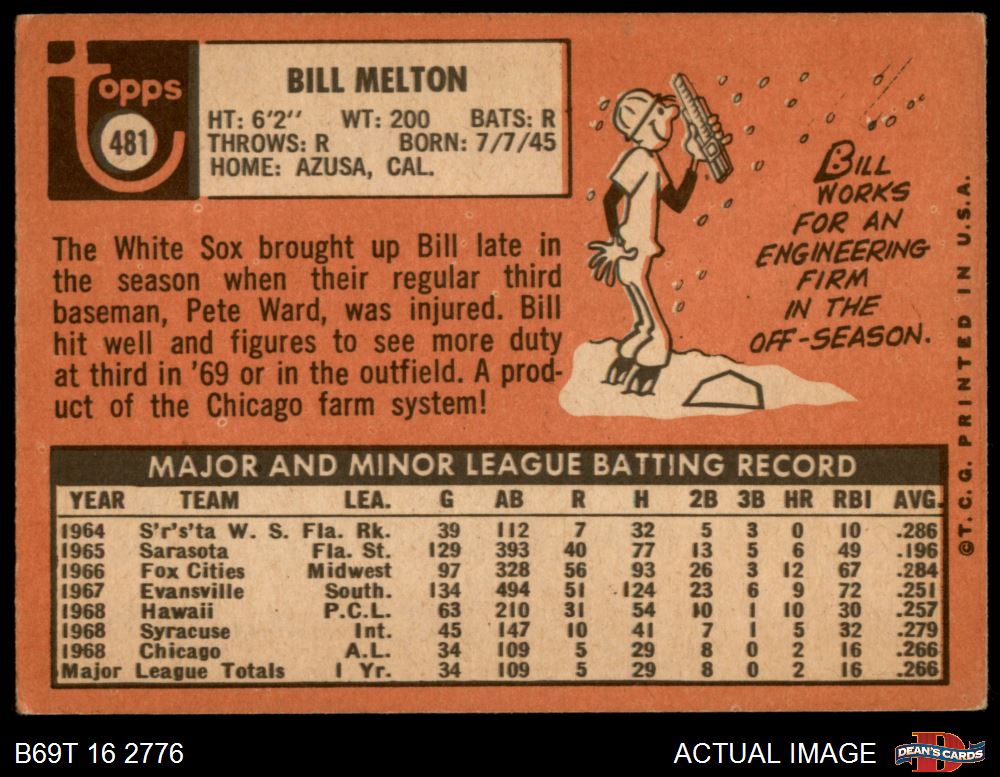 topps
481
BILL MELTON
HT: 6'2" WT: 200 BATS: R
THROWS: R BORN: 7/7/45
HOME: AZUSA, CAL.
The White Sox brought up Bill late in
the season when their regular third
baseman, Pete Ward, was injured. Bill
hit well and figures to see more duty
at third in '69 or in the outfield. A prod-
uct of the Chicago farm system!
BILL
WORKS
FOR AN
ENGINEERING
FIRM
IN THE
OFF-SEASON.
©T.C.G. PRINTED IN U.S.A.
MAJOR AND MINOR LEAGUE BATTING RECORD
YEAR TEAM LEA. G AB R H 2B 3B HR RBI AVG.
1964 S'r's'ta W. S. Fla. Rk. 39 112 7 32 5 3 0 10 .286
1965 Sarasota Fla. St. 129 393 40 77 13 5 6 49 .196
1966 Fox Cities Midwest 97 328 56 93 26 3 12 67 .284
1967 Evansville South. 134 494 51 124 23 6 9 72 .251
1968 Hawaii P.C.L. 63 210 31 54 10 1 10 30 .257
1968 Syracuse Int. 45 147 10 41 7 1 5 32 .279
1968 Chicago A.L. 34 109 5 29 8 0 2 16 .266
Major League Totals 1 Yr. 34 109 5 29 8 0 2 16 .266
B69T 16 2776
ACTUAL IMAGE
D
DEAN'S CARDS